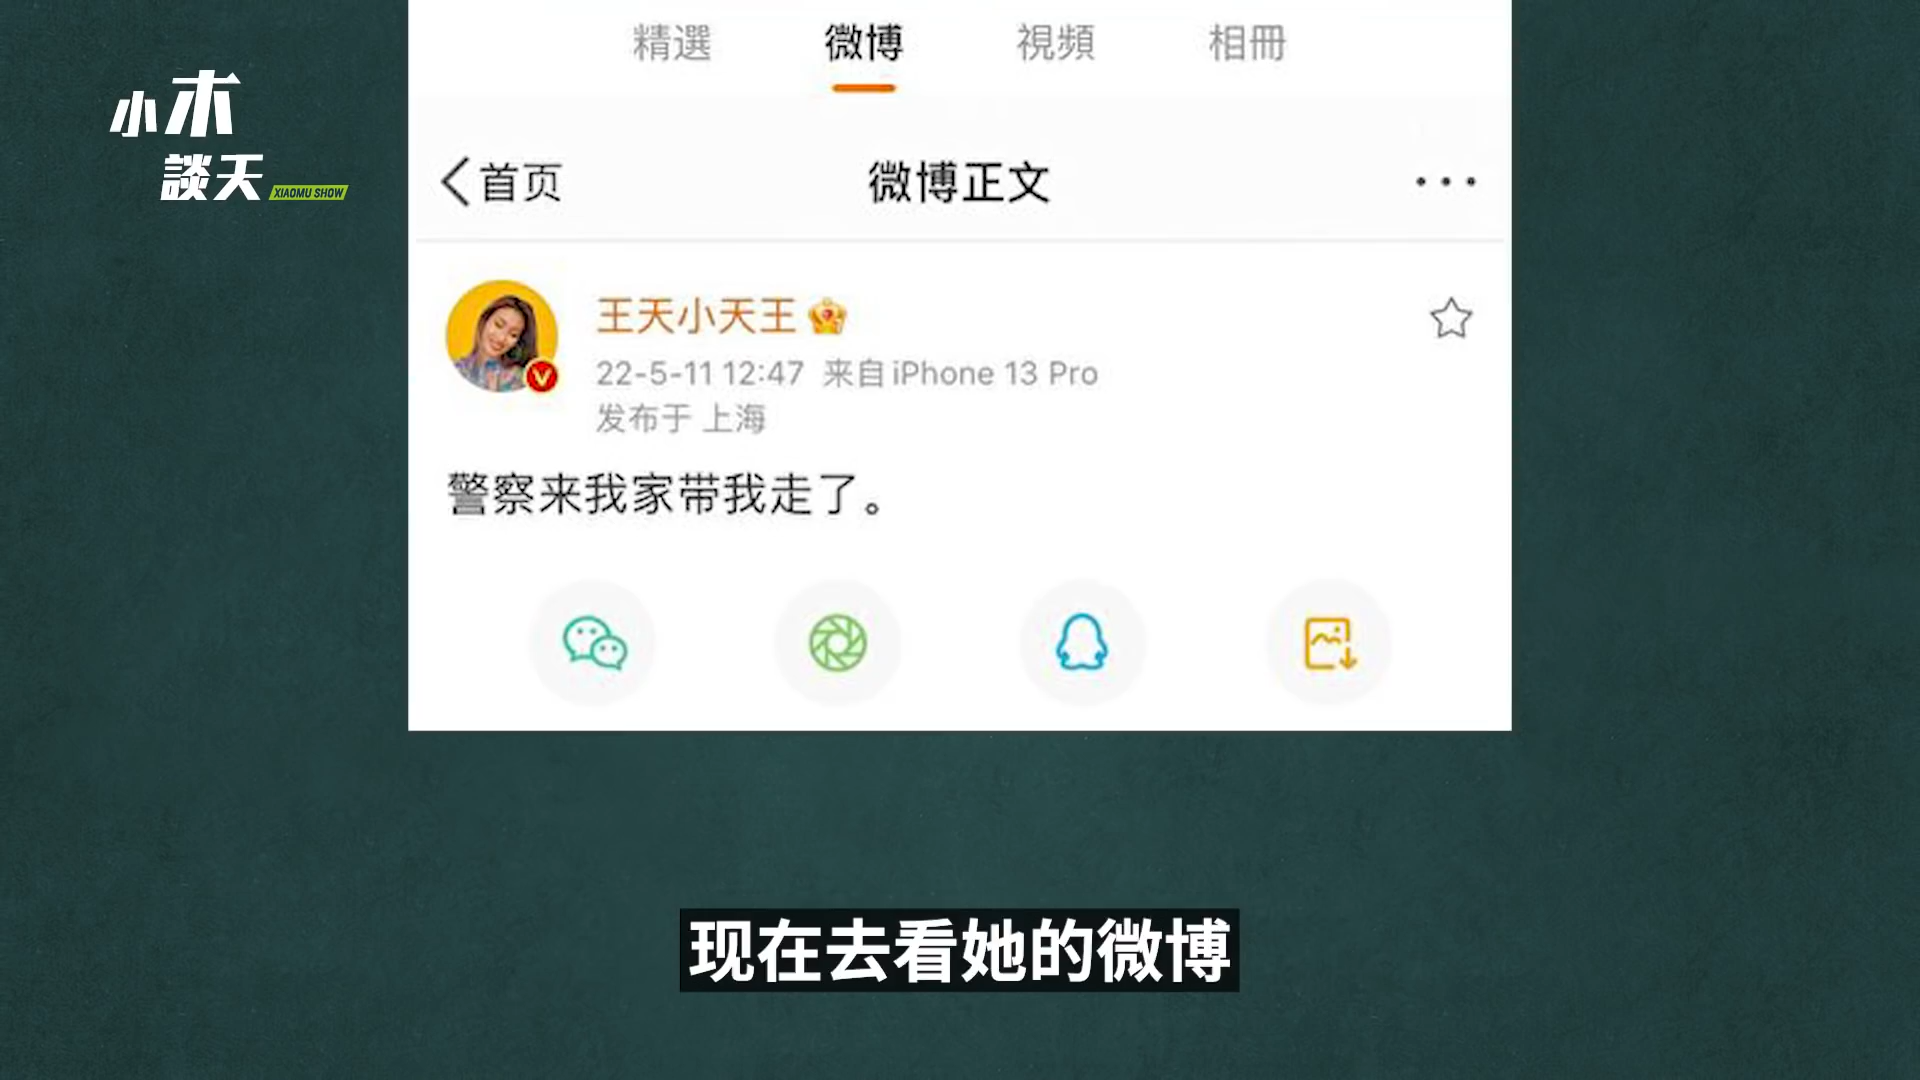 小木
談天 XIAOMU SHOW
精選 微博 視頻 相冊
首页 微博正文
王天小天王
22-5-11 12:47 来自 iPhone 13 Pro
发布于 上海
警察来我家带我走了。
现在去看她的微博